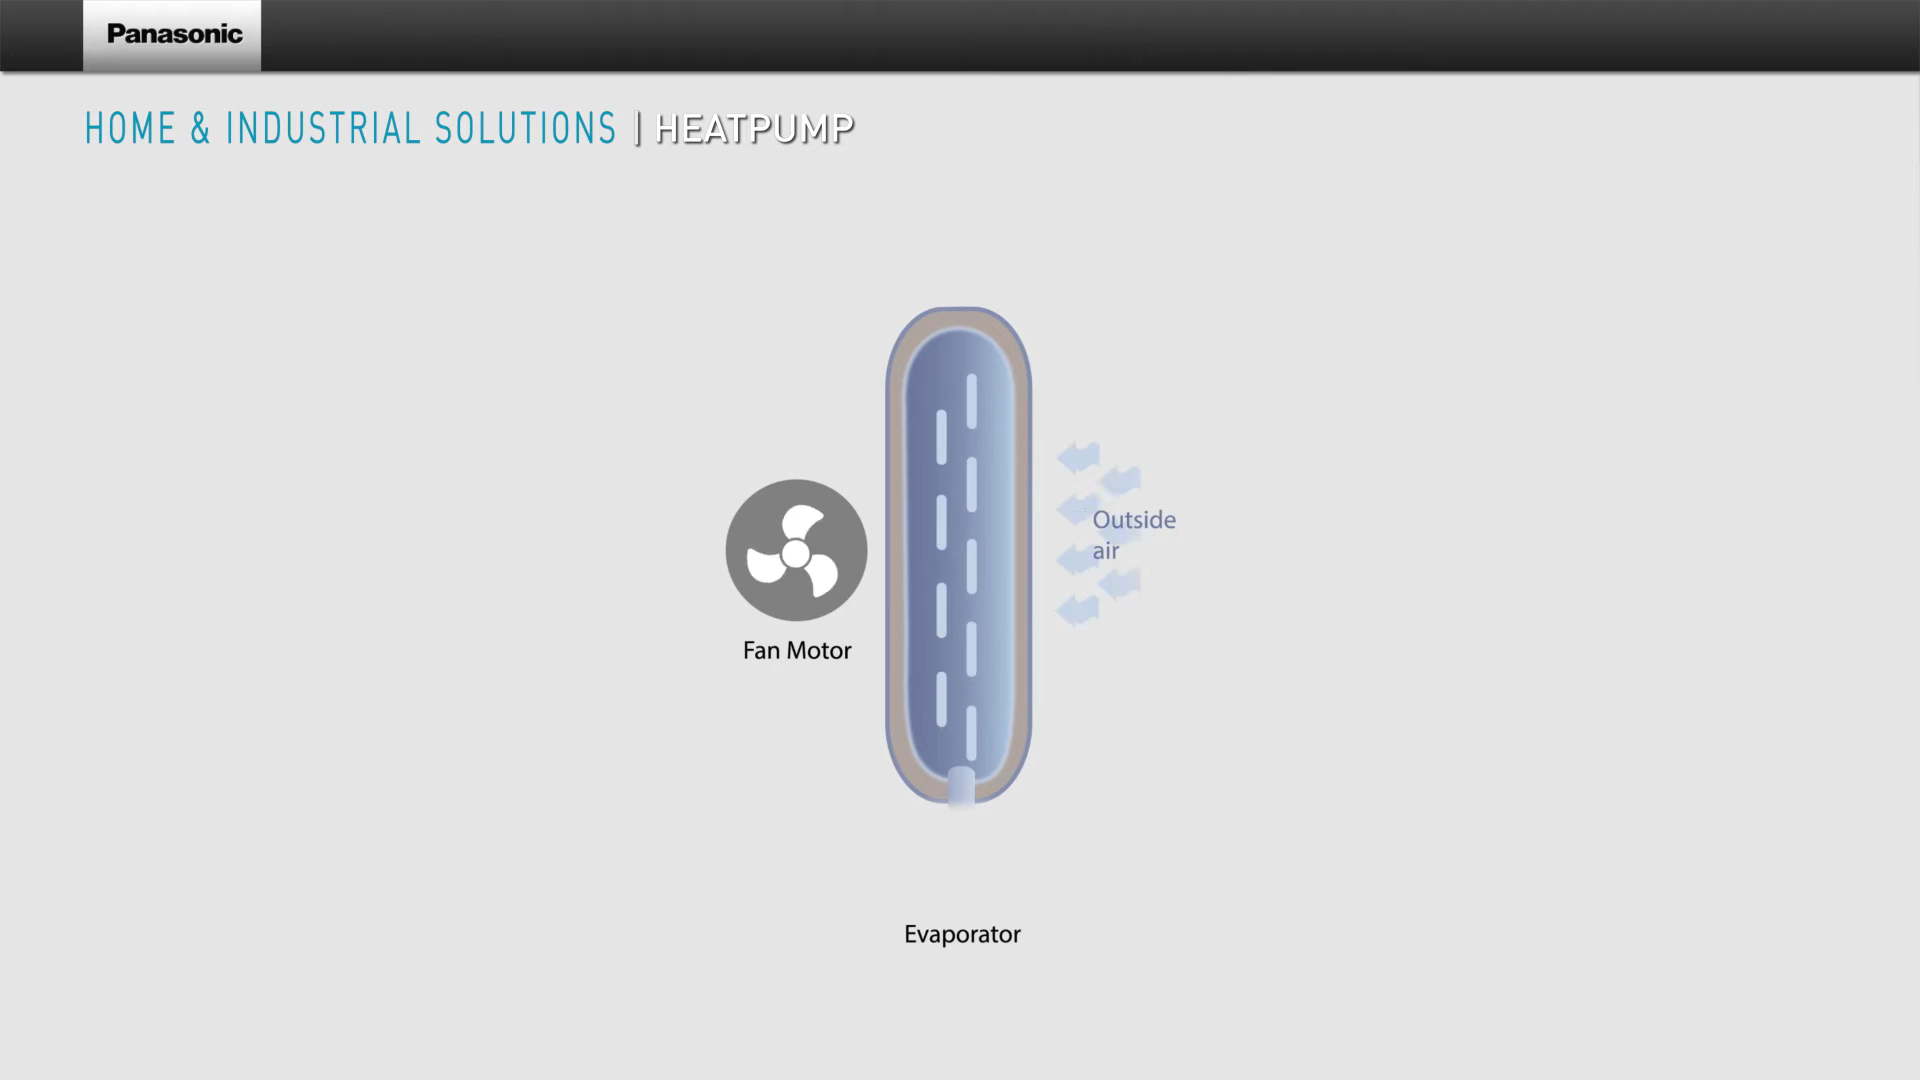 Panasonic
HOME & INDUSTRIAL SOLUTIONS | HEATPUMP
Outside
air
Fan Motor
Evaporator